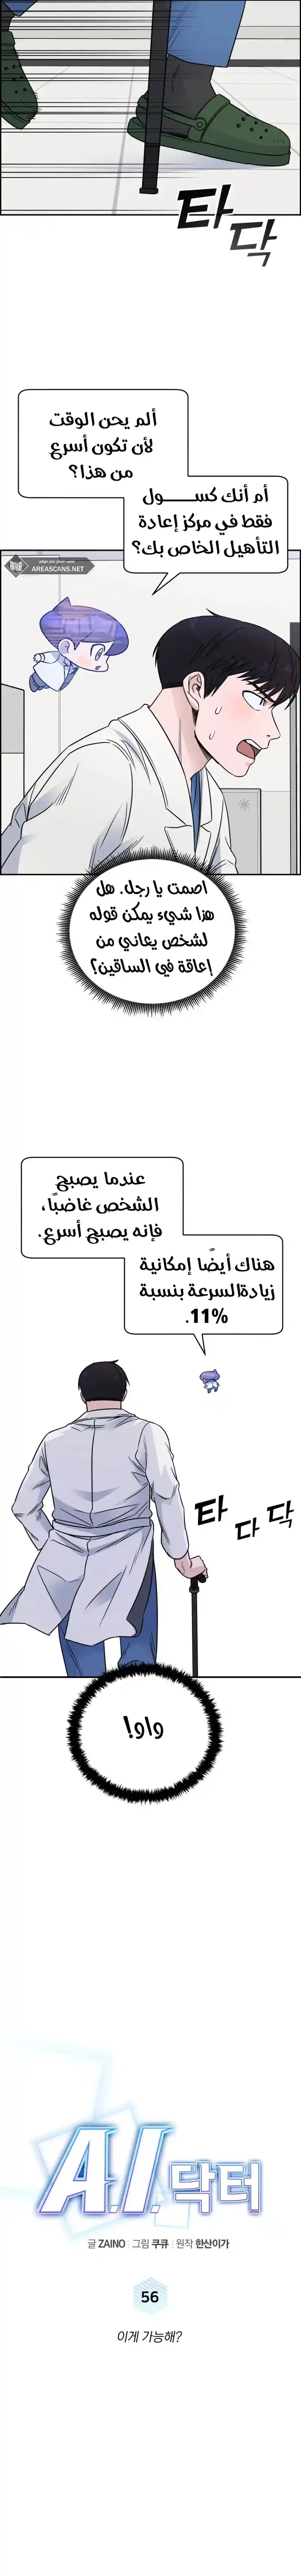 타
닥
ألم يحن الوقت
لأن تكون أسرع
من هذا؟
أم أنك كســـــول
فقط في مركز إعادة
التأهيل الخاص بك؟
AREASCANS.NET
اصمت يا رجل. هل
هذا شيء يمكن قوله
لشخص يعاني من
إعاقة في الساقين؟
عندما يصبح
الشخص غاضبًا،
فإنه يصبح أسرع.
هناك أيضًا إمكانية
زيادةالسرعة بنسبة
11%.
타
다
닥
واو!
A.I. 닥터
글 ZAINO | 그림 쿠큐 | 원작 한산이가
56
이게 가능해?